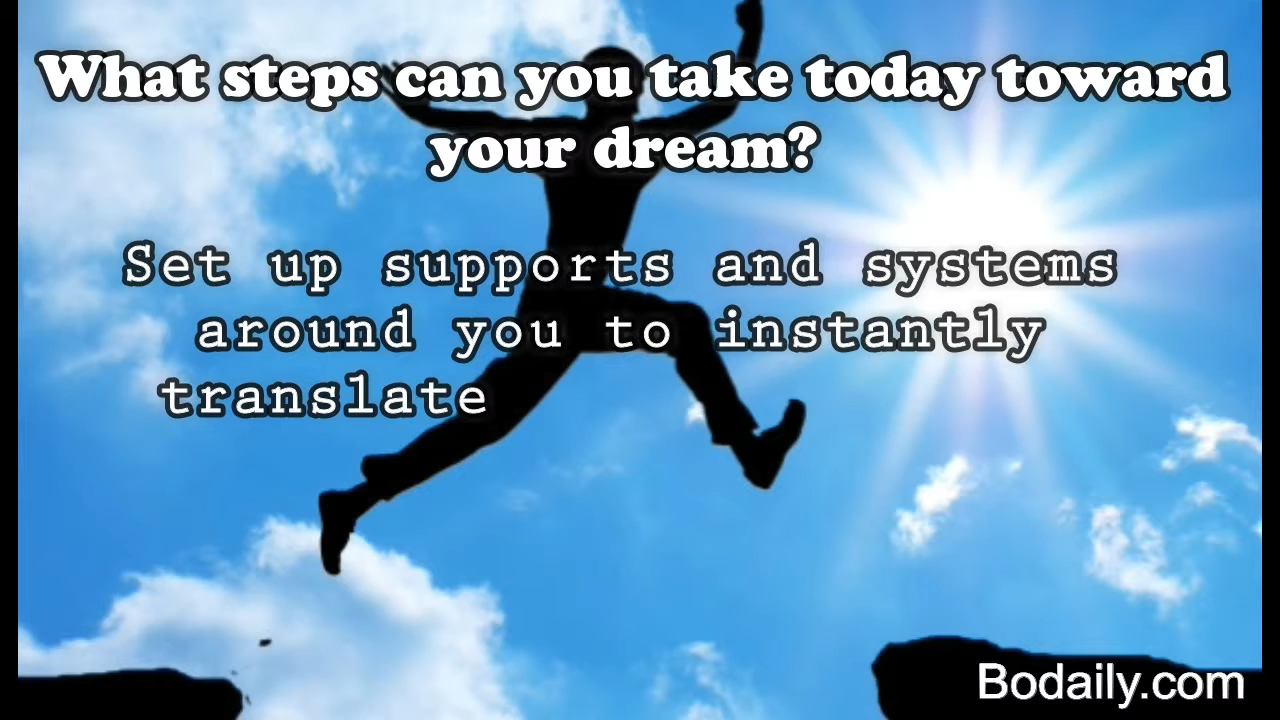 What steps can you take today toward
your dream?
Set up supports and systems
around you to instantly
translate
Bodaily.com